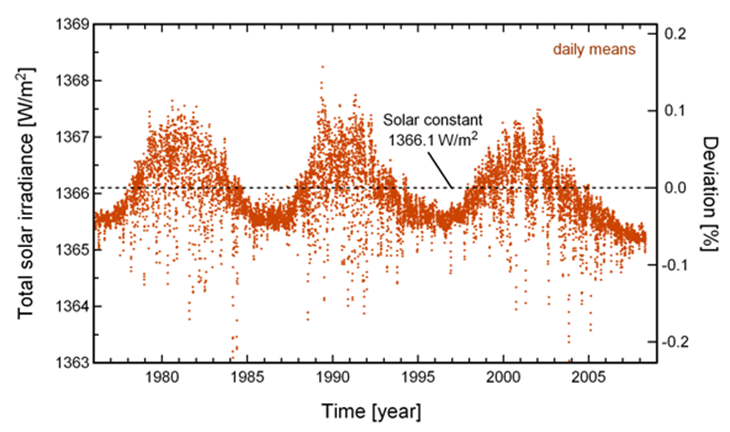 1369
1368
1367
1366
1365
1364
1363
Total solar irradiance [W/m²]
daily means
Solar constant
1366.1 W/m²
0.2
0.1
0.0
-0.1
-0.2
Deviation [%]
1980 1985 1990 1995 2000 2005
Time [year]